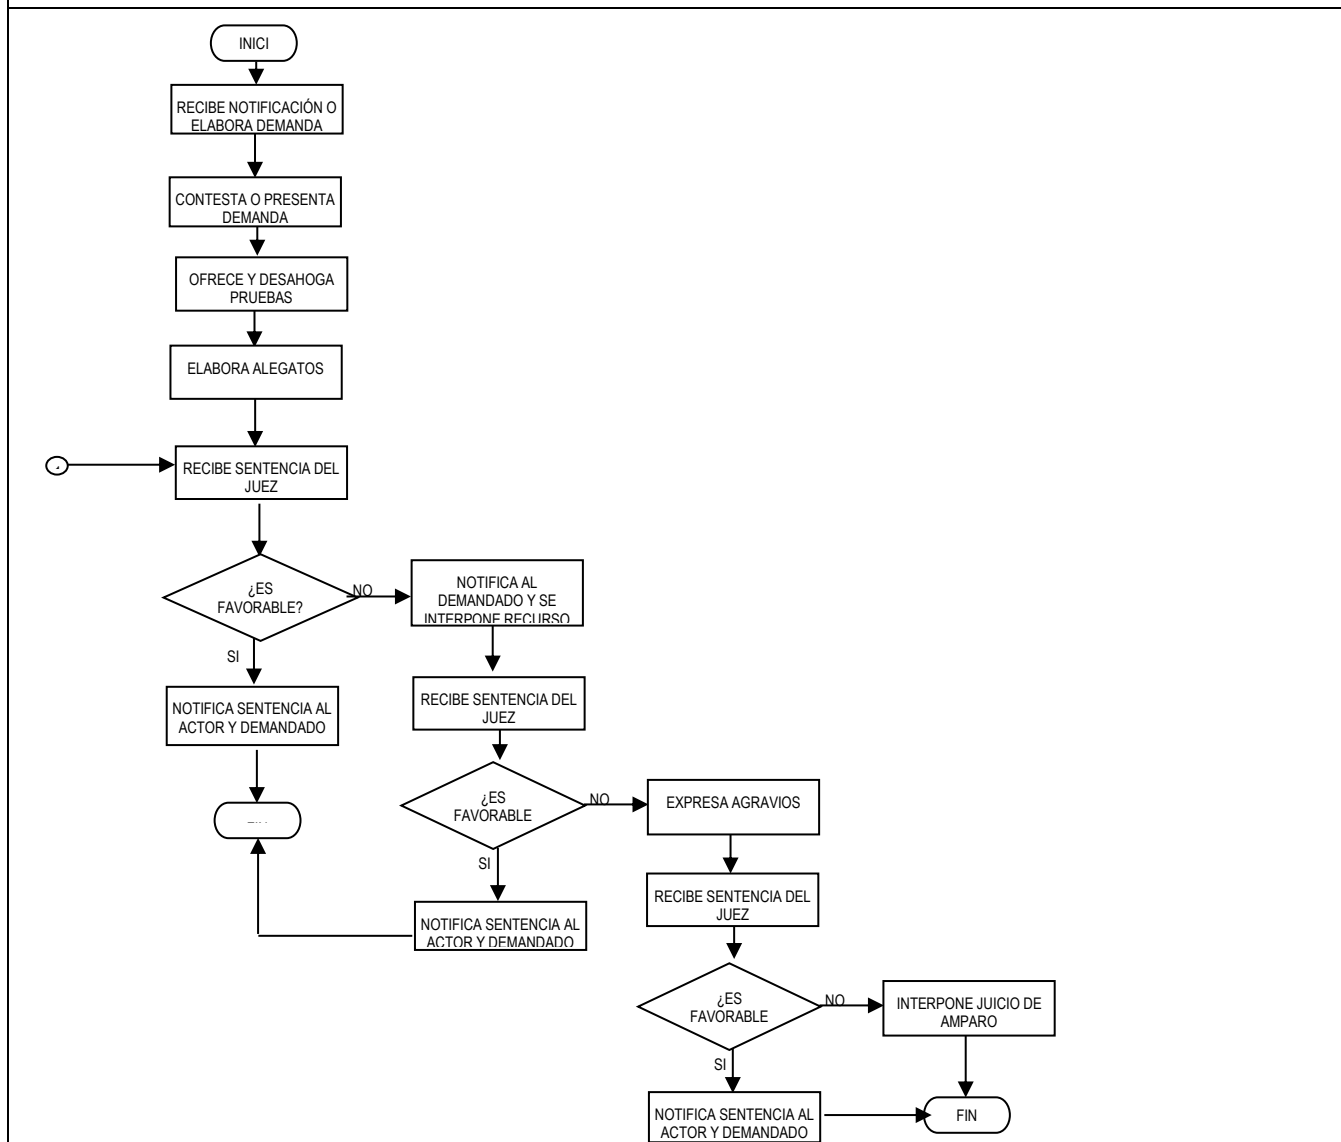 INICI
RECIBE NOTIFICACIÓN O
ELABORA DEMANDA
CONTESTA O PRESENTA
DEMANDA
OFRECE Y DESAHOGA
PRUEBAS
ELABORA ALEGATOS
RECIBE SENTENCIA DEL
JUEZ
¿ES
FAVORABLE?
NO
NOTIFICA AL
DEMANDADO Y SE
INTERPONE RECURSO
SI
NOTIFICA SENTENCIA AL
ACTOR Y DEMANDADO
RECIBE SENTENCIA DEL
JUEZ
¿ES
FAVORABLE
NO
EXPRESA AGRAVIOS
SI
NOTIFICA SENTENCIA AL
ACTOR Y DEMANDADO
RECIBE SENTENCIA DEL
JUEZ
¿ES
FAVORABLE
NO
INTERPONE JUICIO DE
AMPARO
SI
NOTIFICA SENTENCIA AL
ACTOR Y DEMANDADO
FIN